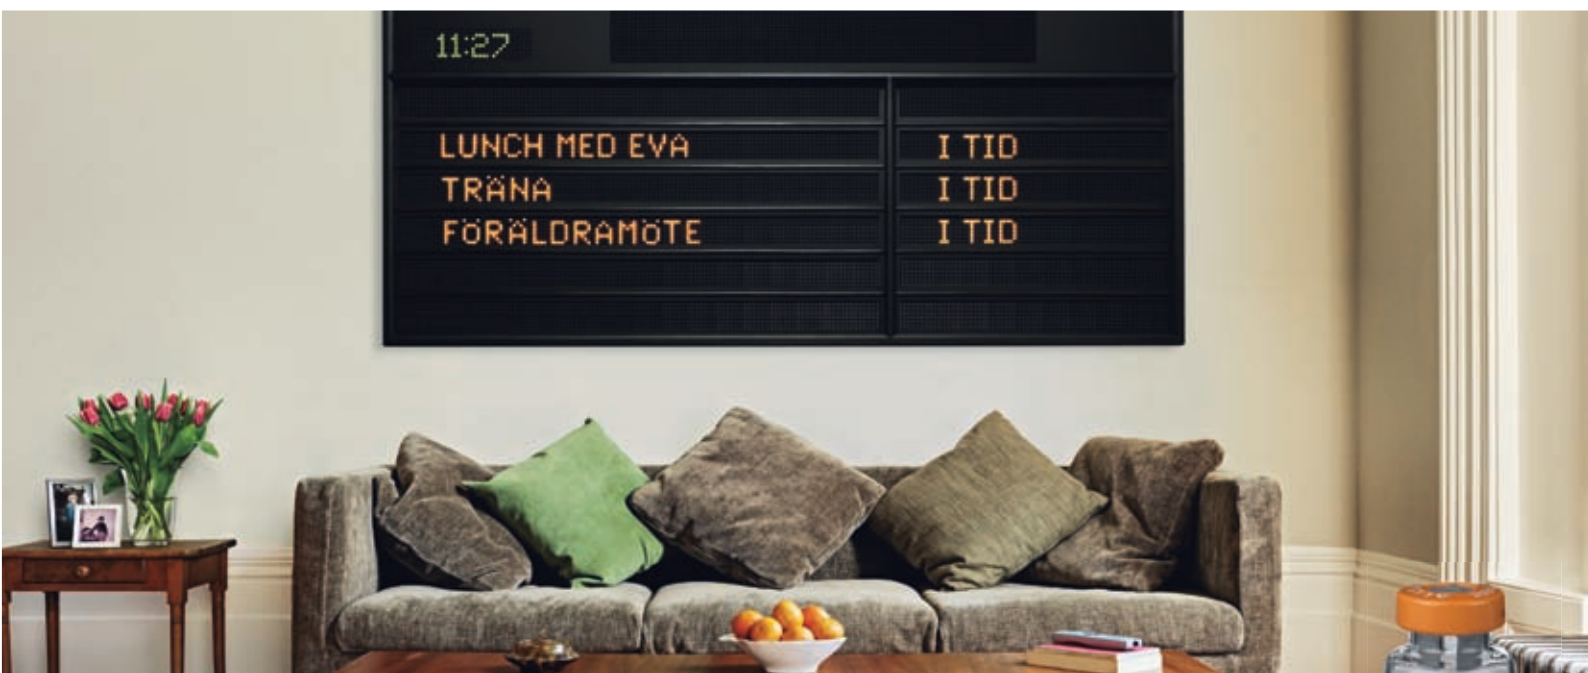 11:27
LUNCH MED EVA I TID
TRÄNA I TID
FÖRÄLDRAMÖTE I TID